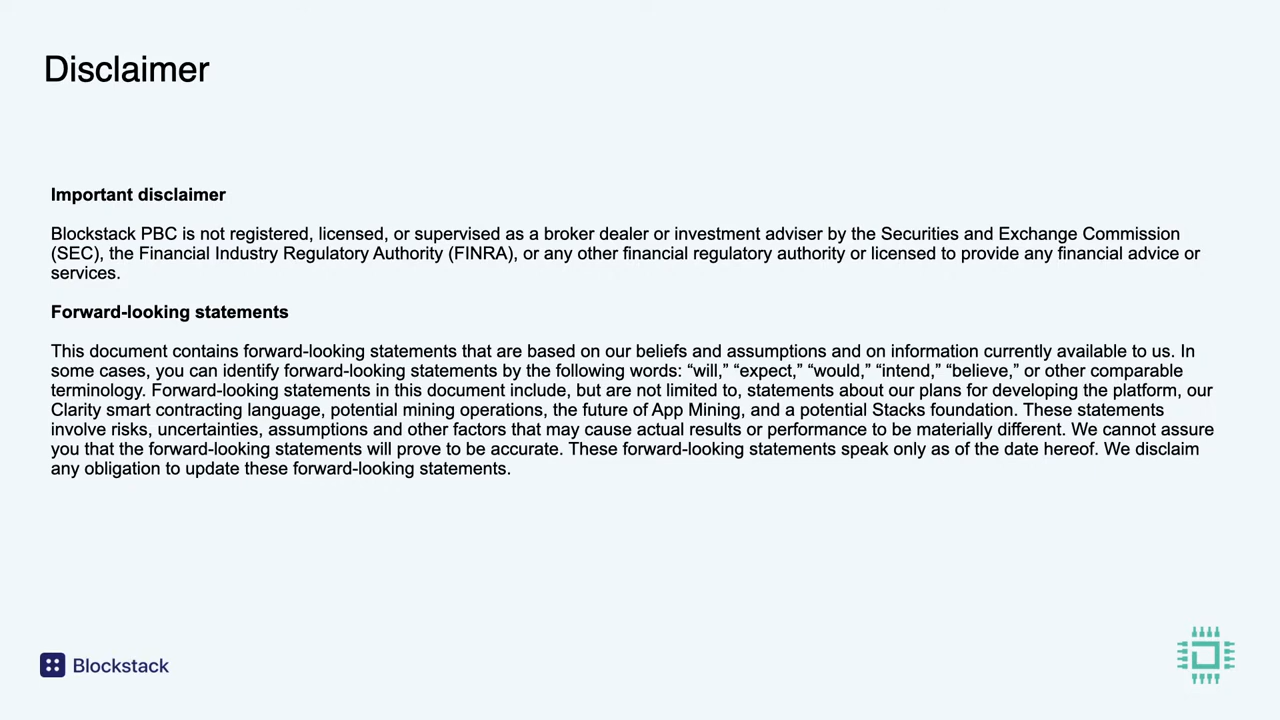 Disclaimer
Important disclaimer
Blockstack PBC is not registered, licensed, or supervised as a broker dealer or investment adviser by the Securities and Exchange Commission
(SEC), the Financial Industry Regulatory Authority (FINRA), or any other financial regulatory authority or licensed to provide any financial advice or
services.
Forward-looking statements
This document contains forward-looking statements that are based on our beliefs and assumptions and on information currently available to us. In
some cases, you can identify forward-looking statements by the following words: “will,” “expect,” “would,” “intend,” “believe,” or other comparable
terminology. Forward-looking statements in this document include, but are not limited to, statements about our plans for developing the platform, our
Clarity smart contracting language, potential mining operations, the future of App Mining, and a potential Stacks foundation. These statements
involve risks, uncertainties, assumptions and other factors that may cause actual results or performance to be materially different. We cannot assure
you that the forward-looking statements will prove to be accurate. These forward-looking statements speak only as of the date hereof. We disclaim
any obligation to update these forward-looking statements.
Blockstack